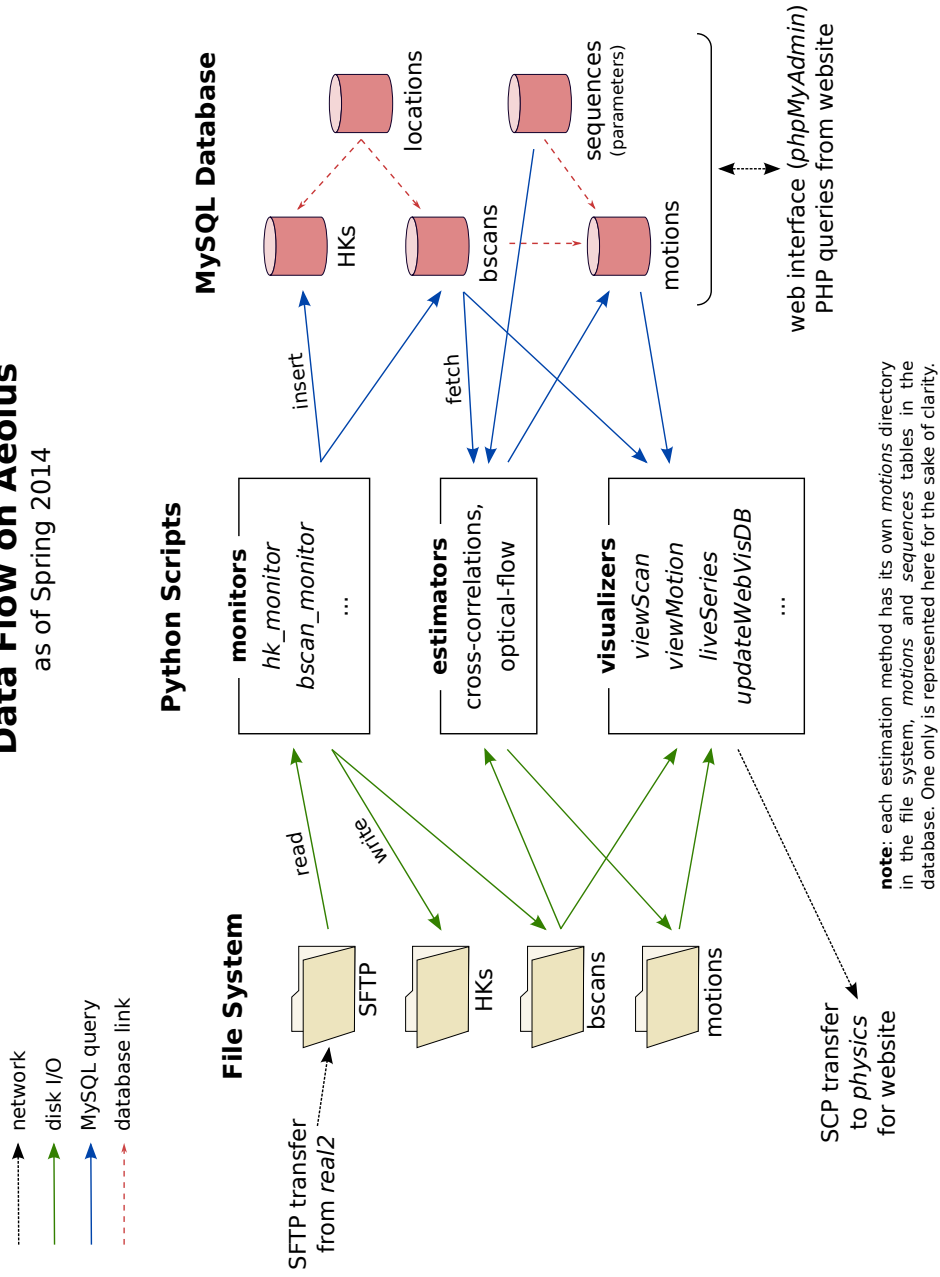 Data Flow on Aeolus
as of Spring 2014
network
disk I/O
MySQL query
database link
File System
Python Scripts
MySQL Database
SFTP transfer
from real2
SFTP
HKs
bscans
motions
read
write
monitors
hk_monitor
bscan_monitor
...
estimators
cross-correlations,
optical-flow
visualizers
viewScan
viewMotion
liveSeries
updateWebVisDB
...
insert
fetch
HKs
locations
bscans
sequences
(parameters)
motions
web interface (phpMyAdmin)
PHP queries from website
SCP transfer
to physics
for website
note: each estimation method has its own motions directory
in the file system, motions and sequences tables in the
database. One only is represented here for the sake of clarity.